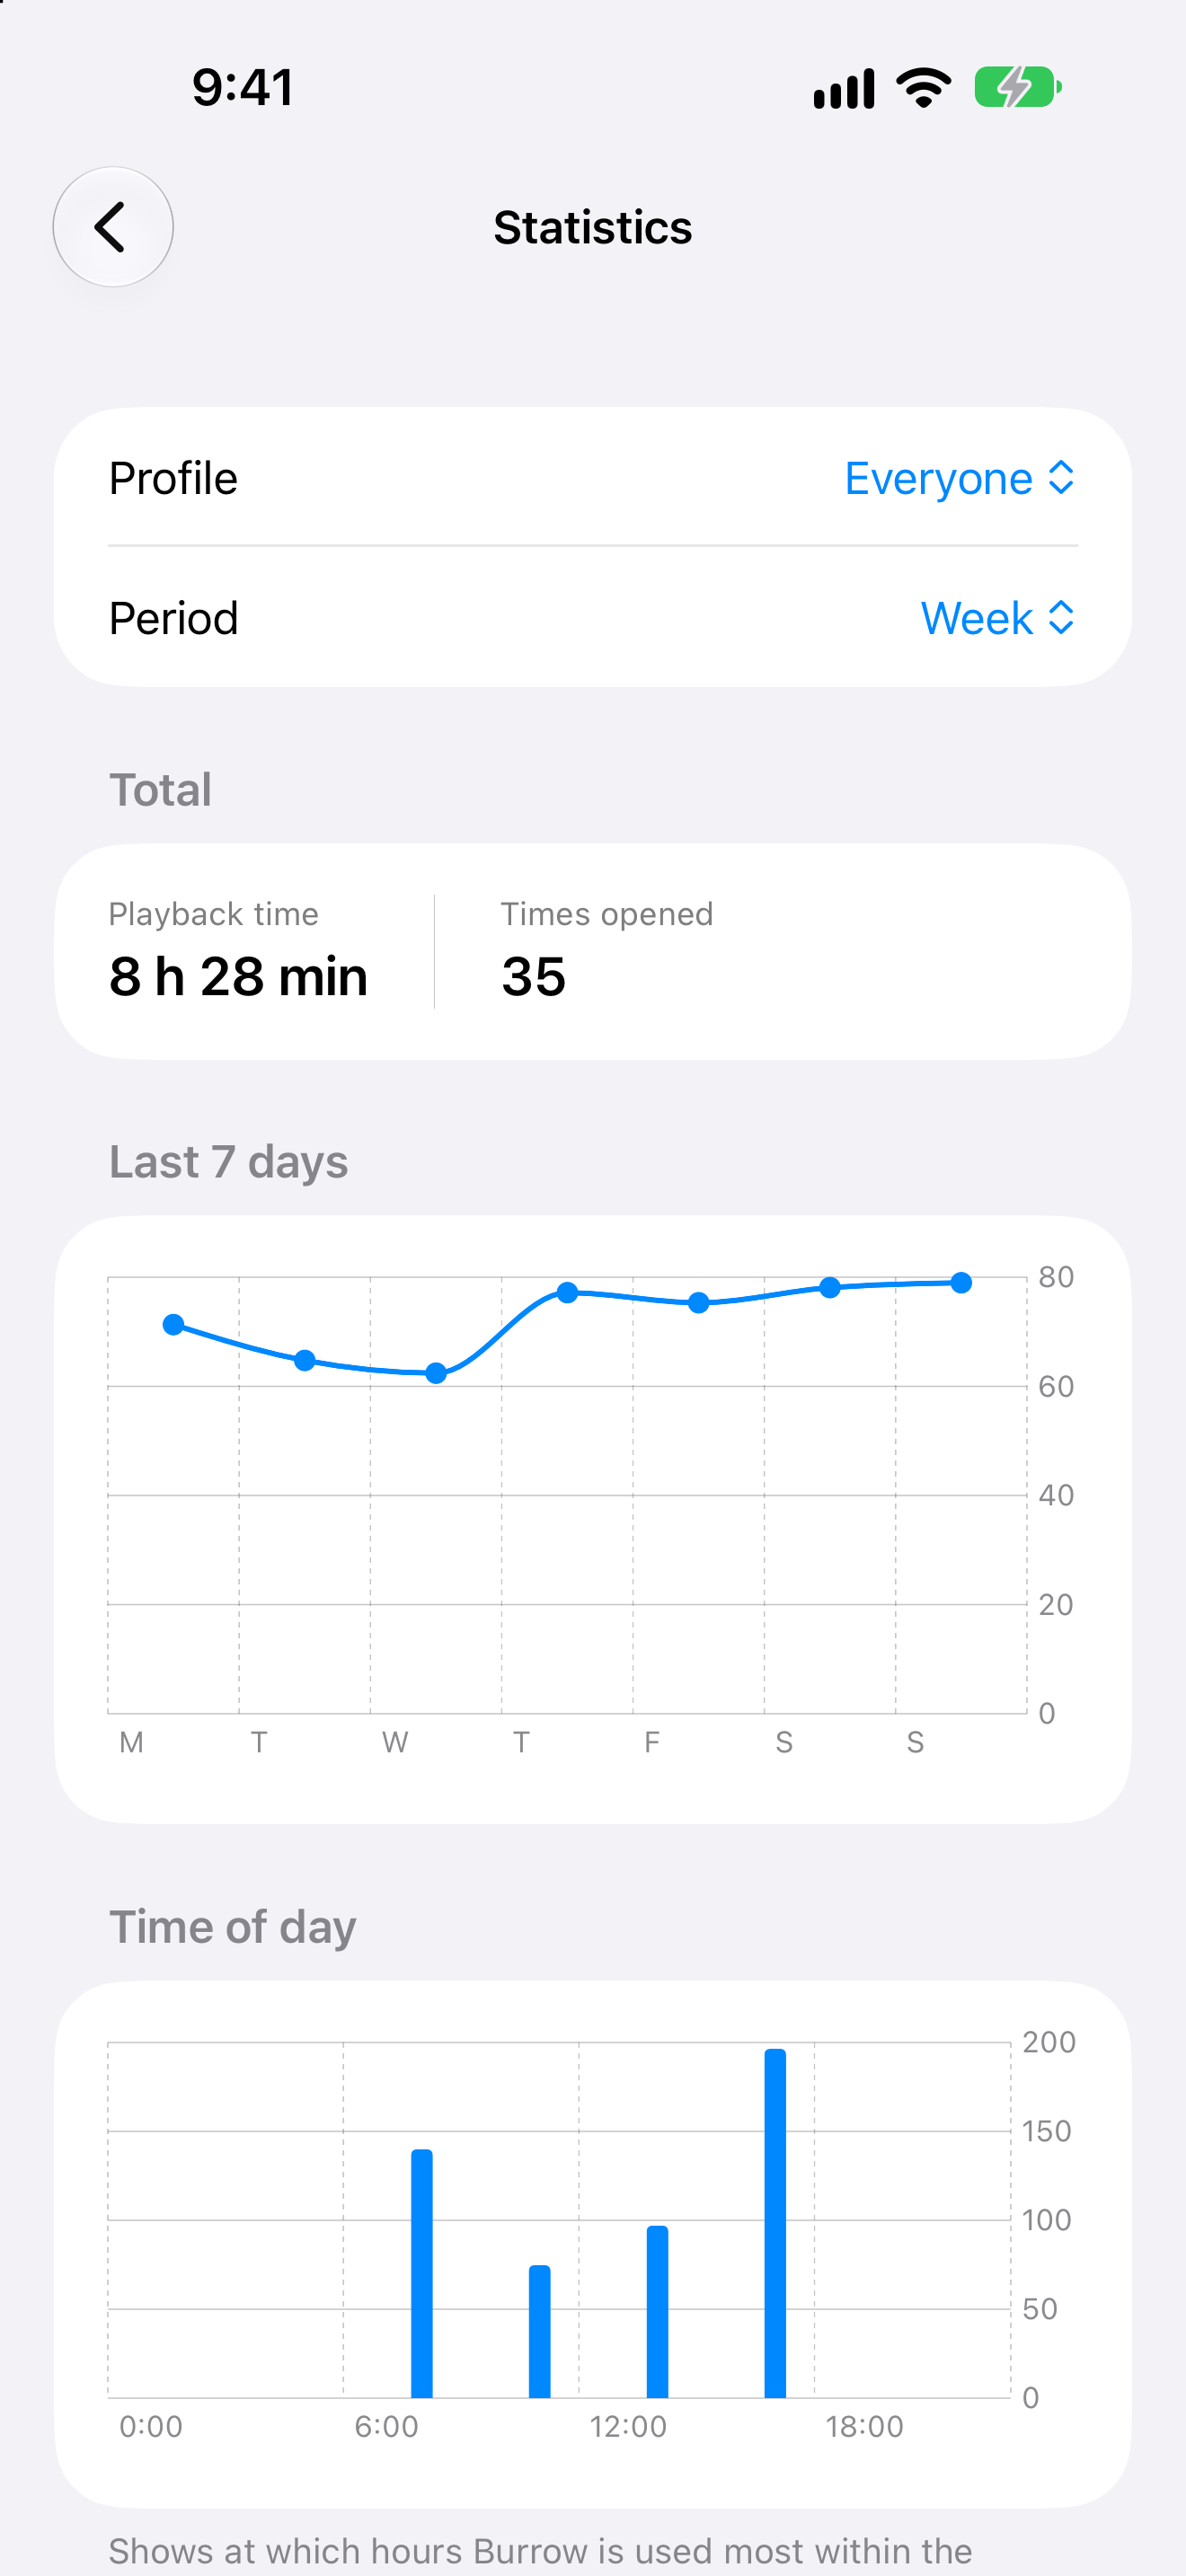 9:41
Statistics
Profile
Everyone
Period
Week
Total
Playback time
Times opened
8 h 28 min
35
Last 7 days
80
60
40
20
0
M T W T F S S
Time of day
200
150
100
50
0
0:00 6:00 12:00 18:00
Shows at which hours Burrow is used most within the